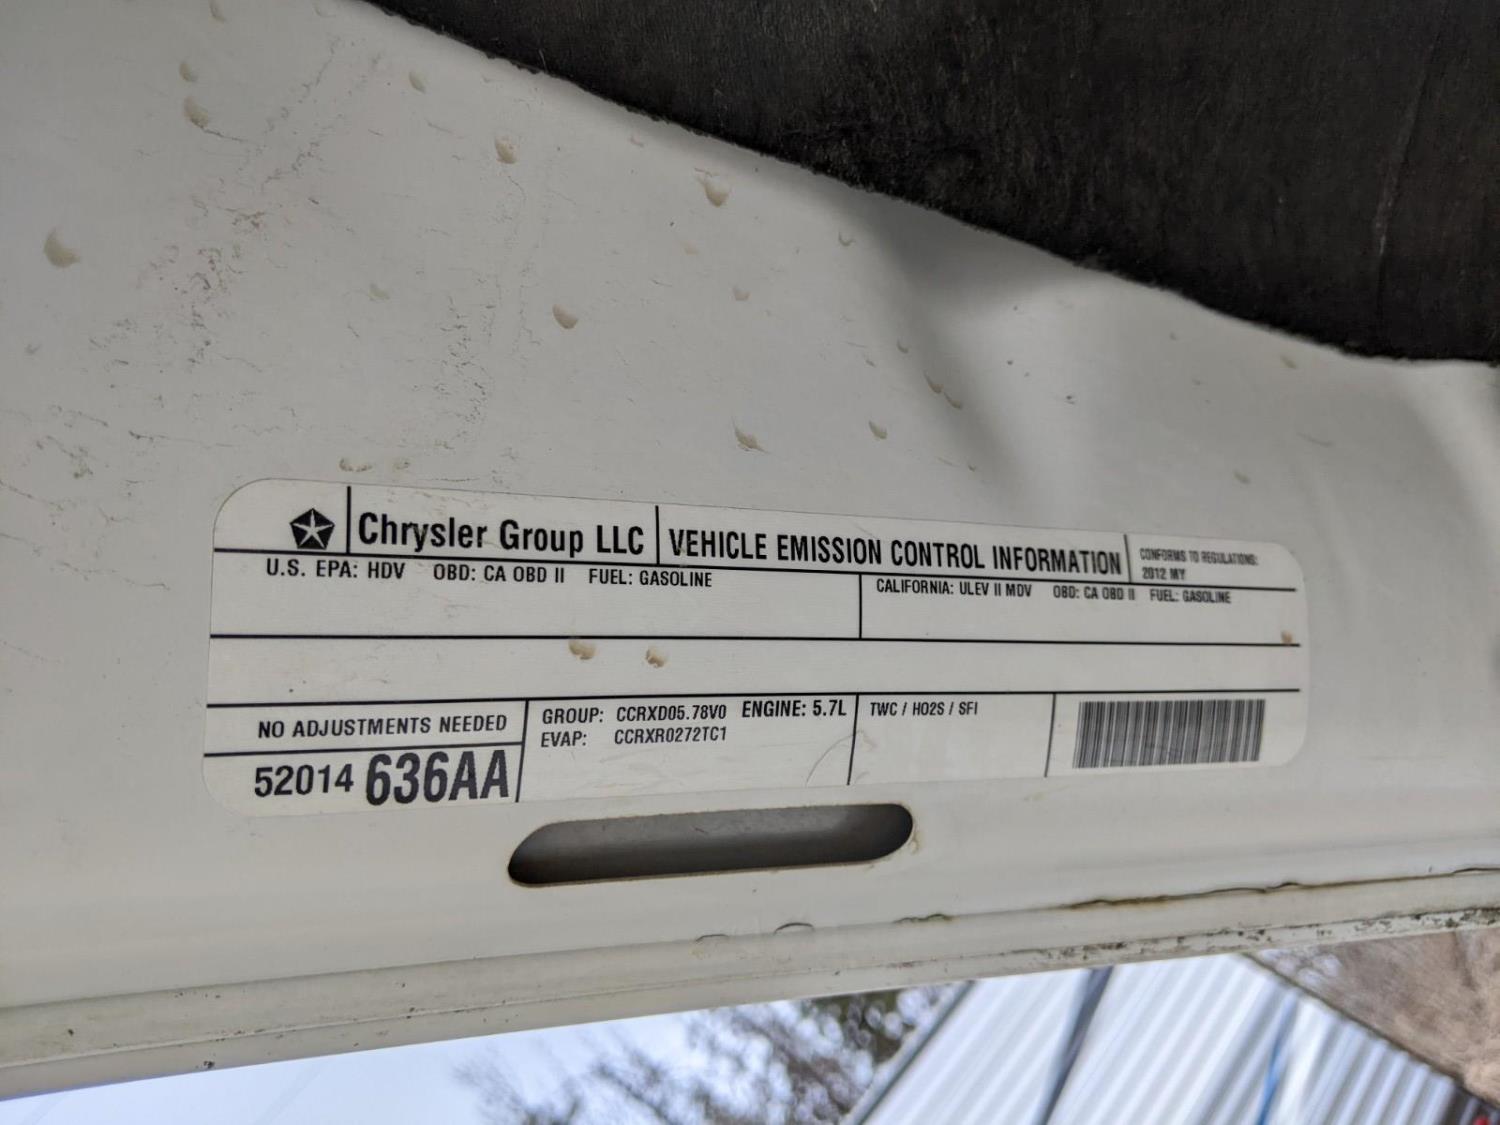 Chrysler Group LLC
VEHICLE EMISSION CONTROL INFORMATION
CONFORMS TO REGULATIONS:
2012 MY
U.S. EPA: HDV OBD: CA OBD II FUEL: GASOLINE
CALIFORNIA: ULEV II MDV OBD: CA OBD II FUEL: GASOLINE
NO ADJUSTMENTS NEEDED
52014 636AA
GROUP: CCRXD05.78V0 ENGINE: 5.7L
EVAP: CCRXR0272TC1
TWC / HO2S / SFI